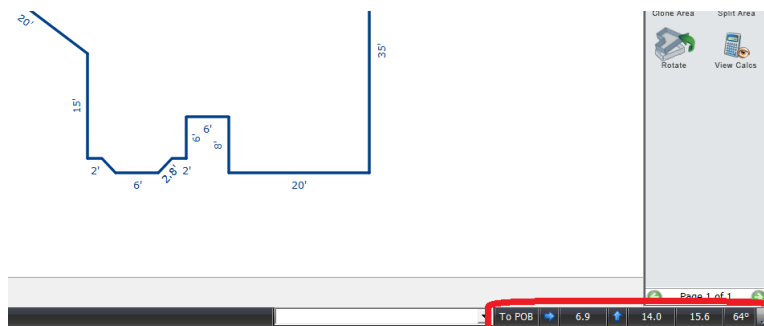 Clone Area Split Area
20'
35'
Rotate View Calcs
15'
6'
6'
8'
2'
2'
2.8'
6'
20'
Page 1 of 1
To POB 6.9 14.0 15.6 64°